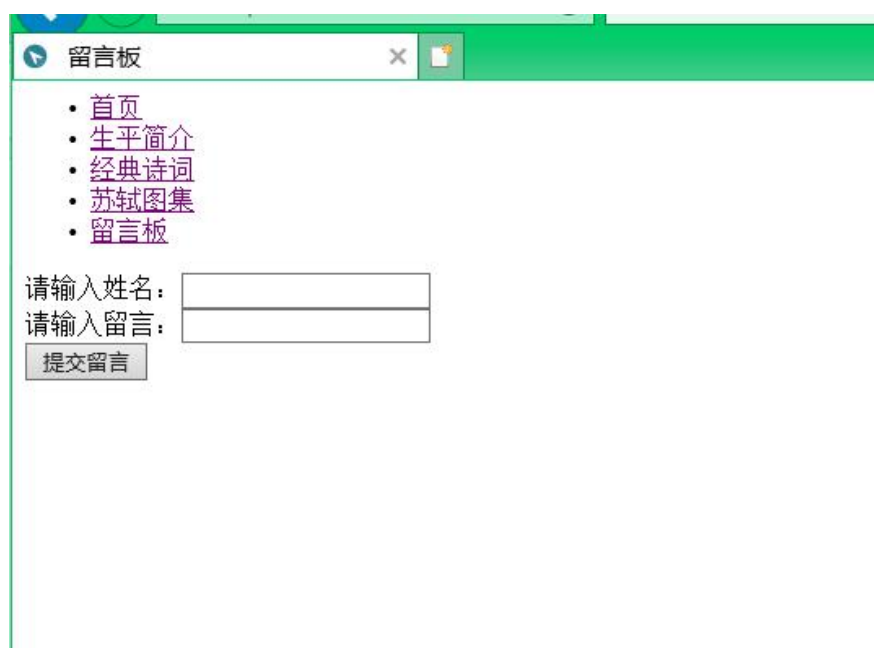 留言板
首页
生平简介
经典诗词
苏轼图集
留言板
请输入姓名：
请输入留言：
提交留言